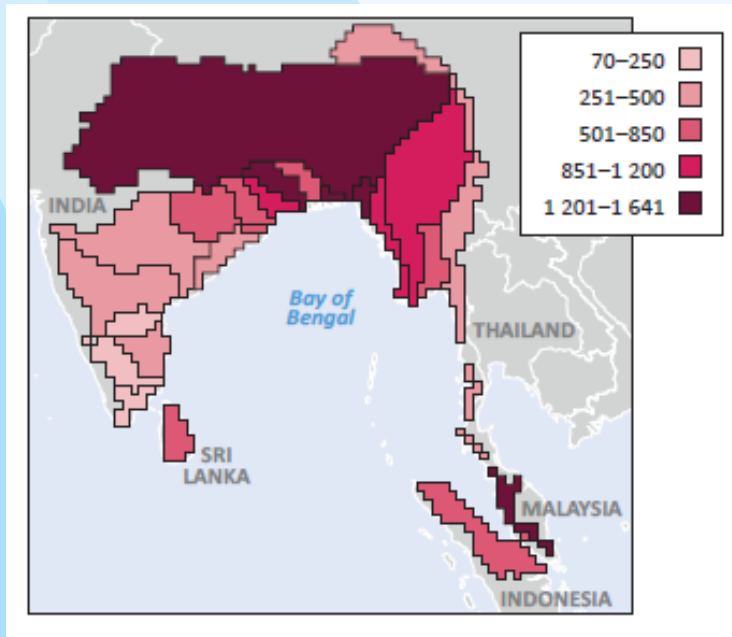 70–250
251–500
501–850
851–1 200
1 201–1 641
INDIA
Bay of
Bengal
THAILAND
SRI
LANKA
MALAYSIA
INDONESIA